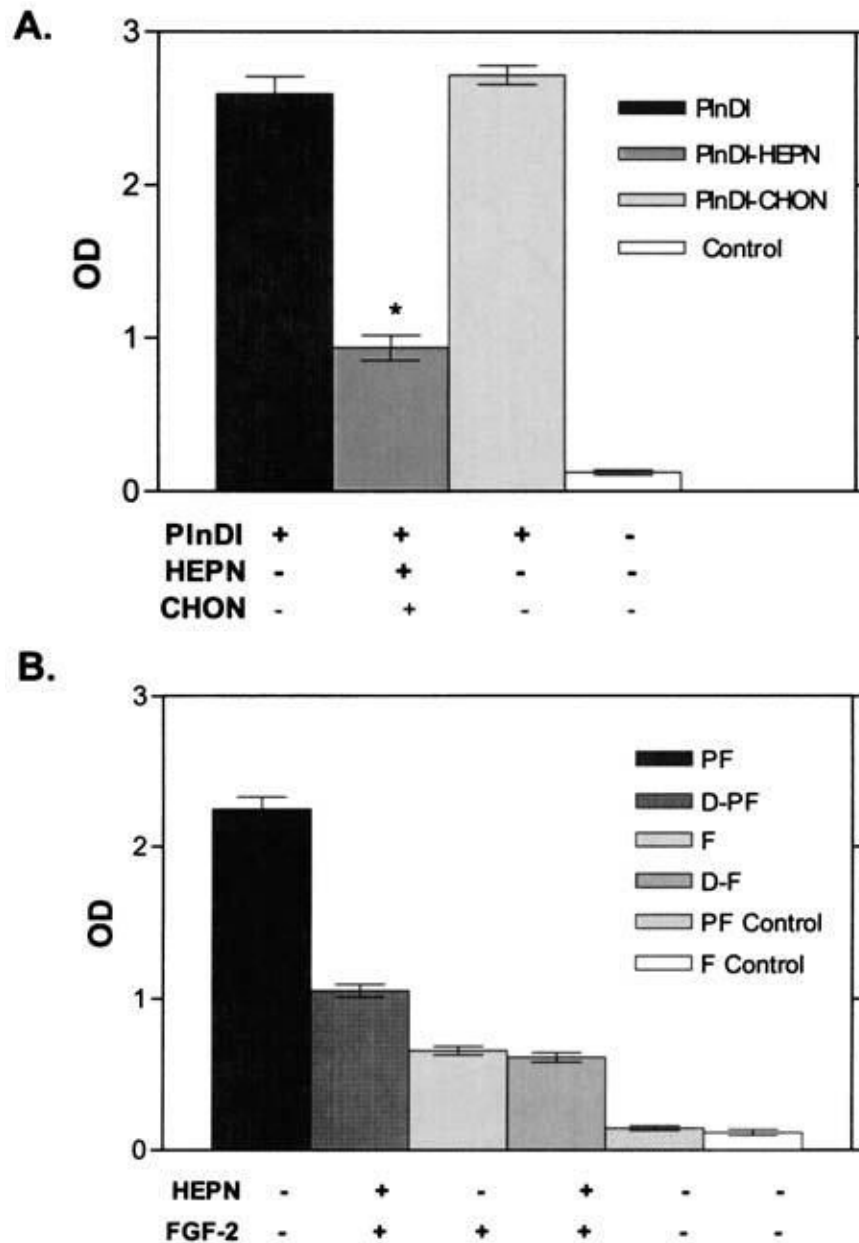 A.
3
2
1
0
OD
PlnDI
PlnDI-HEPN
PlnDI-CHON
Control
*
PlnDI + + + -
HEPN - + - -
CHON - + - -
B.
3
2
1
0
OD
PF
D-PF
F
D-F
PF Control
F Control
HEPN - + - + - -
FGF-2 - + + + - -